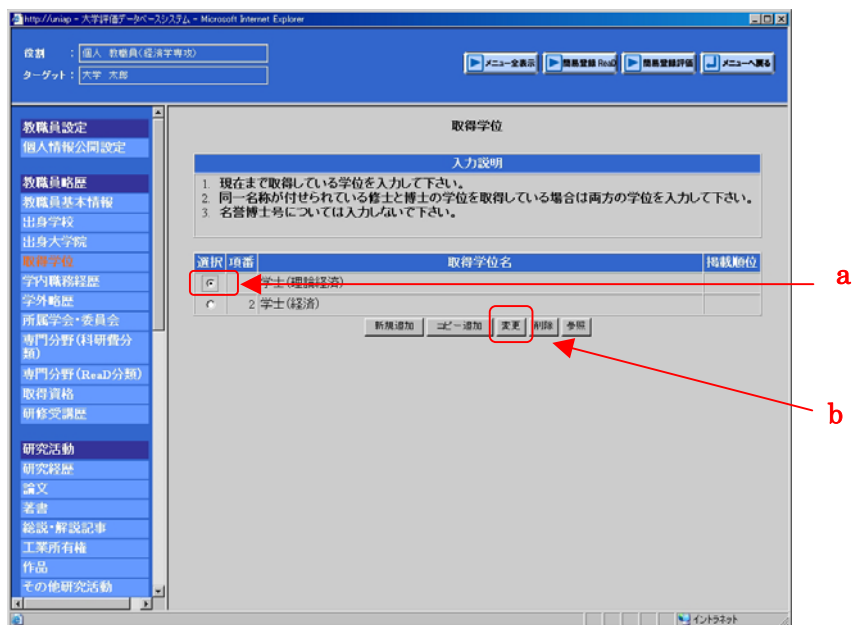 http://uniap - 大学評価データベースシステム - Microsoft Internet Explorer
役割 ： 個人 教職員(経済学専攻)
ターゲット： 大学 太郎
メニュー全表示 簡易登録 ReaD 簡易登録評価 メニューへ戻る
教職員設定
個人情報公開設定
教職員略歴
教職員基本情報
出身学校
出身大学院
取得学位
学内職務経歴
学外略歴
所属学会・委員会
専門分野(科研費分
類)
専門分野(ReaD分類)
取得資格
研修受講歴
研究活動
研究経歴
論文
著書
総説・解説記事
工業所有権
作品
その他研究活動
取得学位
入力説明
1. 現在まで取得している学位を入力して下さい。
2. 同一名称が付せられている修士と博士の学位を取得している場合は両方の学位を入力して下さい。
3. 名誉博士号については入力しないで下さい。
選択 項番 取得学位名 掲載順位
学士(理論経済)
2 学士(経済)
新規追加 コピー追加 変更 削除 参照
a
b
イントラネット